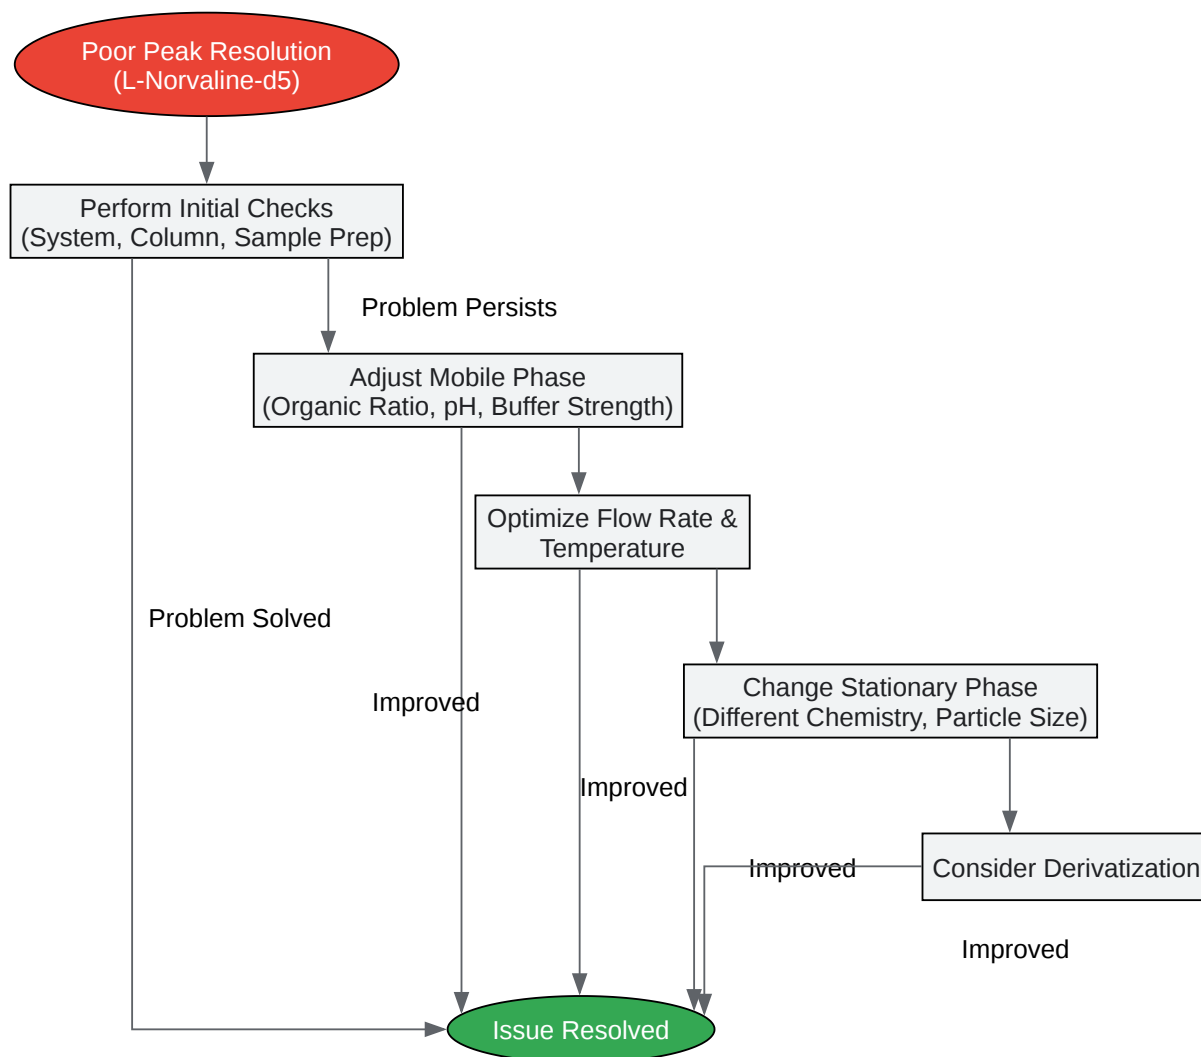 Poor Peak Resolution
(L-Norvaline-d5)
Perform Initial Checks
(System, Column, Sample Prep)
Problem Persists
Adjust Mobile Phase
(Organic Ratio, pH, Buffer Strength)
Optimize Flow Rate &
Temperature
Problem Solved
Change Stationary Phase
(Different Chemistry, Particle Size)
Improved
Improved
Improved
Consider Derivatization
Improved
Issue Resolved